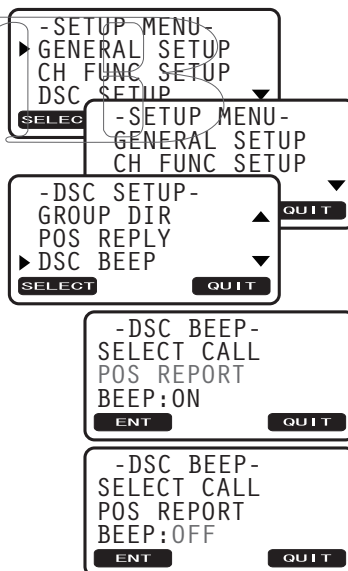 -SETUP MENU-
GENERAL SETUP
CH FUNC SETUP
DSC SETUP
SELEC
-SETUP MENU-
GENERAL SETUP
CH FUNC SETUP
QUIT
-DSC SETUP-
GROUP DIR
POS REPLY
DSC BEEP
SELECT QUIT
-DSC BEEP-
SELECT CALL
POS REPORT
BEEP:ON
ENT QUIT
-DSC BEEP-
SELECT CALL
POS REPORT
BEEP:OFF
ENT QUIT